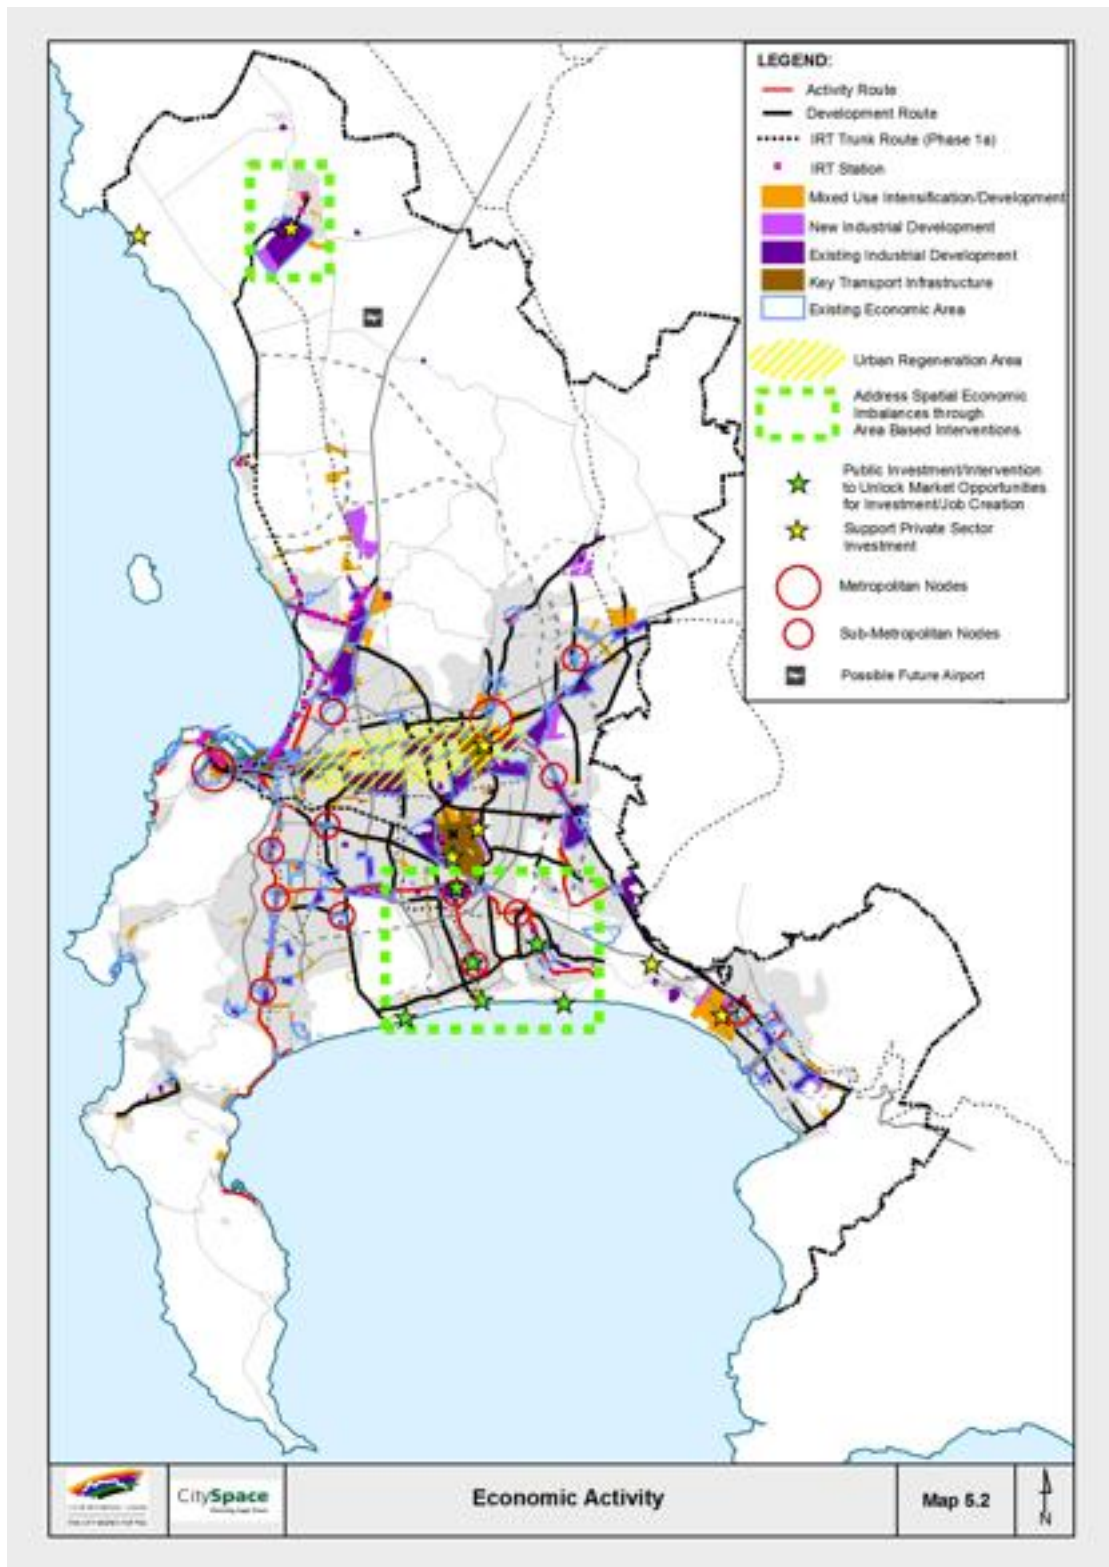 LEGEND:
Activity Route
Development Route
IRT Trunk Route (Phase 1a)
IRT Station
Mixed Use Intensification/Development
New Industrial Development
Existing Industrial Development
Key Transport Infrastructure
Existing Economic Area
Urban Regeneration Area
Address Spatial Economic
Imbalances through
Area Based Interventions
Public Investment/Intervention
to Unlock Market Opportunities
for Investment/Job Creation
Support Private Sector
Investment
Metropolitan Nodes
Sub-Metropolitan Nodes
Possible Future Airport
CitySpace
Economic Activity
Map 5.2
N